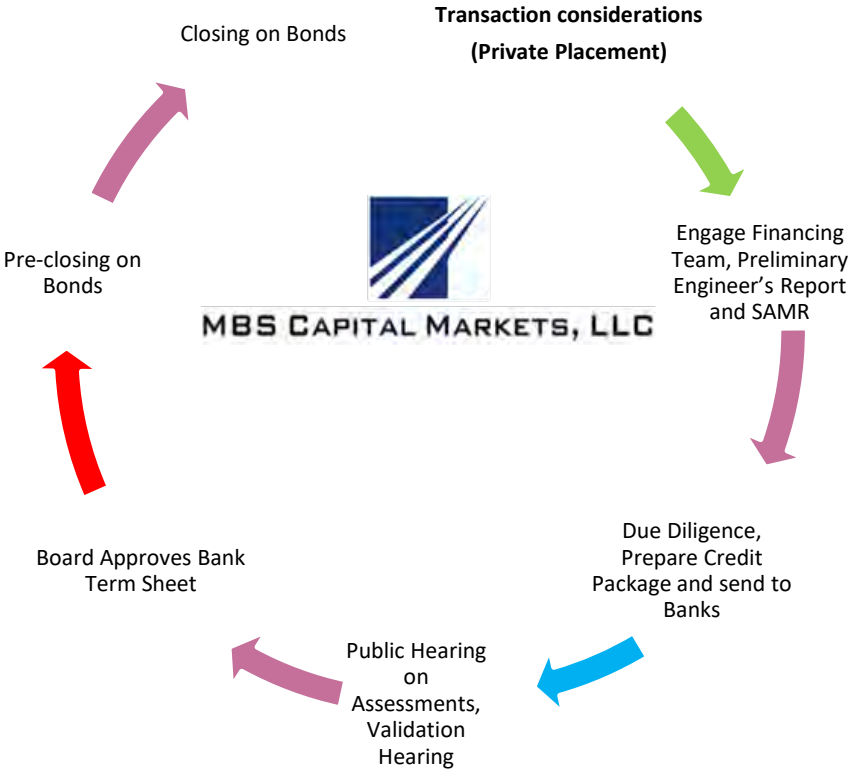 Transaction considerations
(Private Placement)
Engage Financing
Team, Preliminary
Engineer’s Report
and SAMR
Due Diligence,
Prepare Credit
Package and send to
Banks
Public Hearing
on
Assessments,
Validation
Hearing
Board Approves Bank
Term Sheet
Pre-closing on
Bonds
Closing on Bonds
MBS CAPITAL MARKETS, LLC